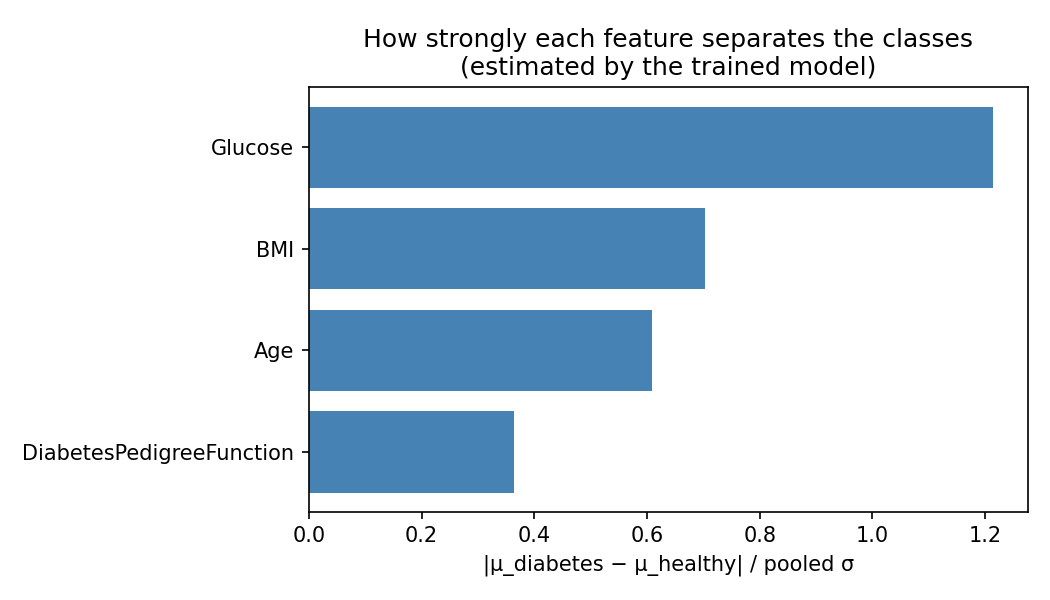 How strongly each feature separates the classes
(estimated by the trained model)
Glucose
BMI
Age
DiabetesPedigreeFunction
0.0 0.2 0.4 0.6 0.8 1.0 1.2
|μ_diabetes − μ_healthy| / pooled σ